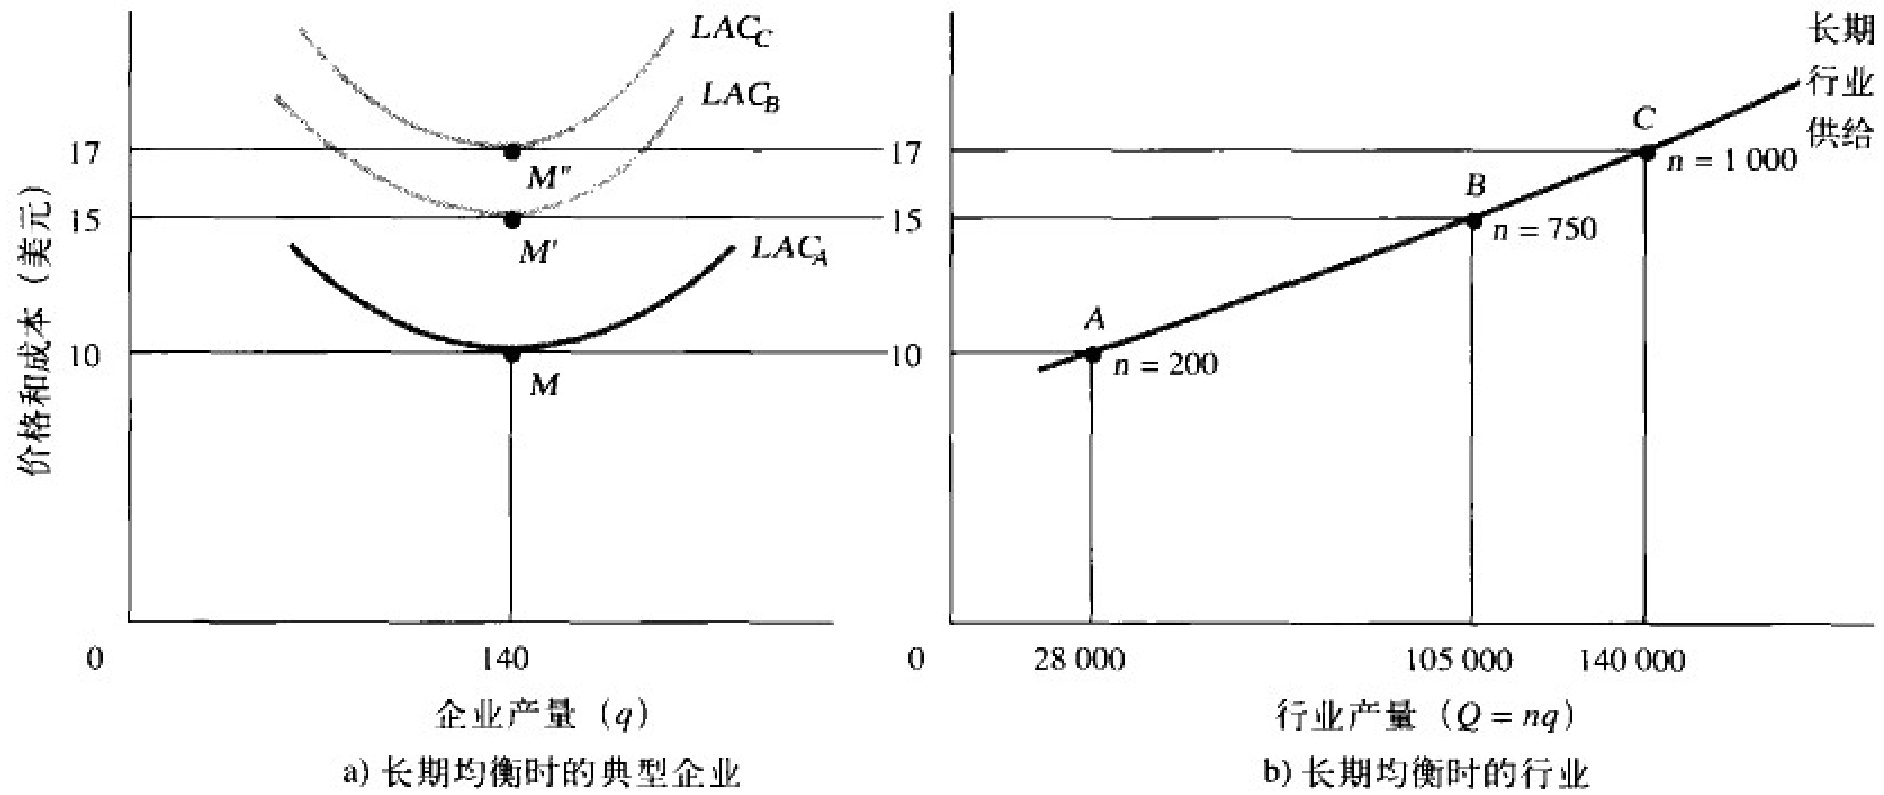 价格和成本（美元）
LAC_C
LAC_B
17
M″
15
M′
LAC_A
10
M
0
140
企业产量（q）
a) 长期均衡时的典型企业
长期
行业
供给
C
17
n = 1 000
B
15
n = 750
A
10
n = 200
0
28 000
105 000
140 000
行业产量（Q = nq）
b) 长期均衡时的行业